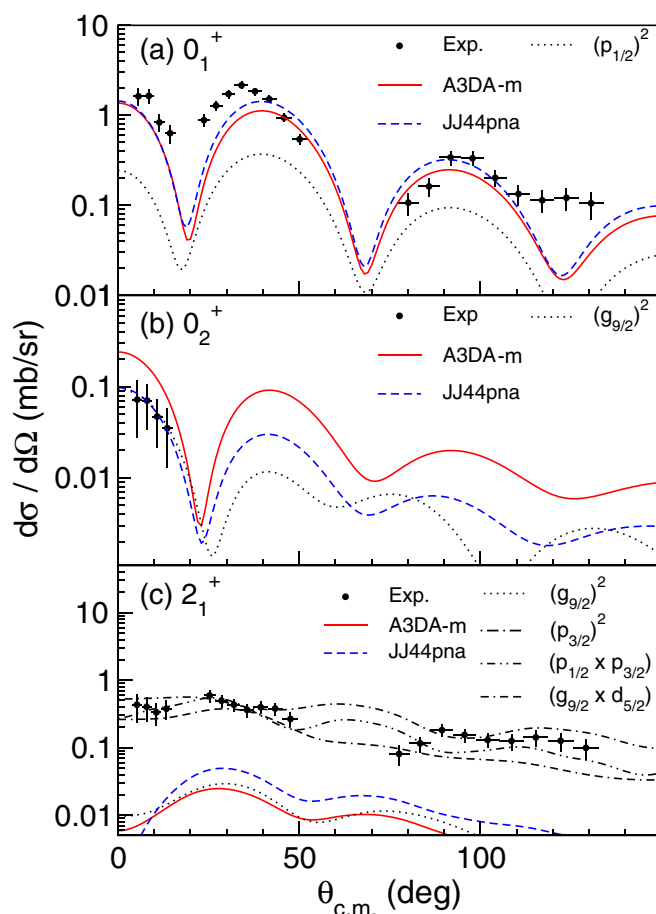 10
1
0.1
0.01
(a) 0₁⁺
Exp. (p₁/₂)²
A3DA-m
JJ44pna
0.1
0.01
(b) 0₂⁺
Exp (g₉/₂)²
A3DA-m
JJ44pna
10
1
0.1
0.01
(c) 2₁⁺
Exp. (g₉/₂)²
A3DA-m (p₃/₂)²
JJ44pna (p₁/₂ x p₃/₂)
(g₉/₂ x d₅/₂)
dσ / dΩ (mb/sr)
0 50 100
θc.m. (deg)